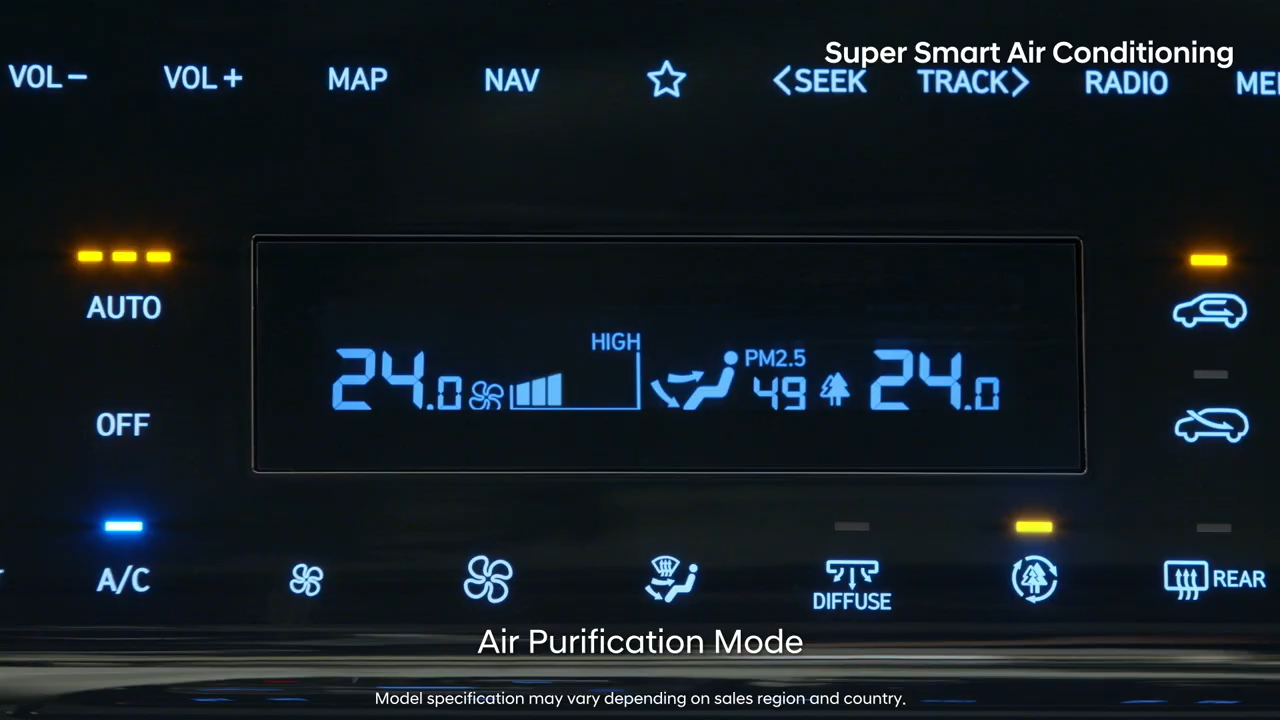 Super Smart Air Conditioning
VOL− VOL+ MAP NAV <SEEK TRACK> RADIO
AUTO
HIGH
PM2.5
24.0 49 24.0
OFF
A/C
REAR
DIFFUSE
Air Purification Mode
Model specification may vary depending on sales region and country.